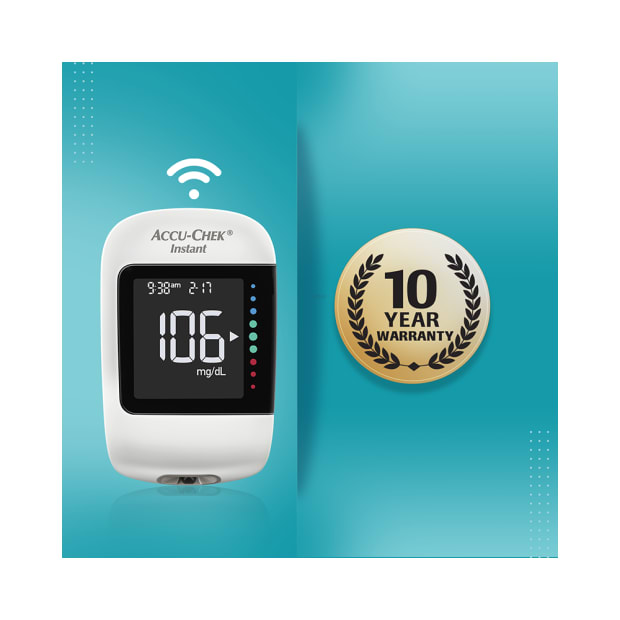 ACCU-CHEK®
Instant
9:38am 2-17
106
mg/dL
10
YEAR
WARRANTY